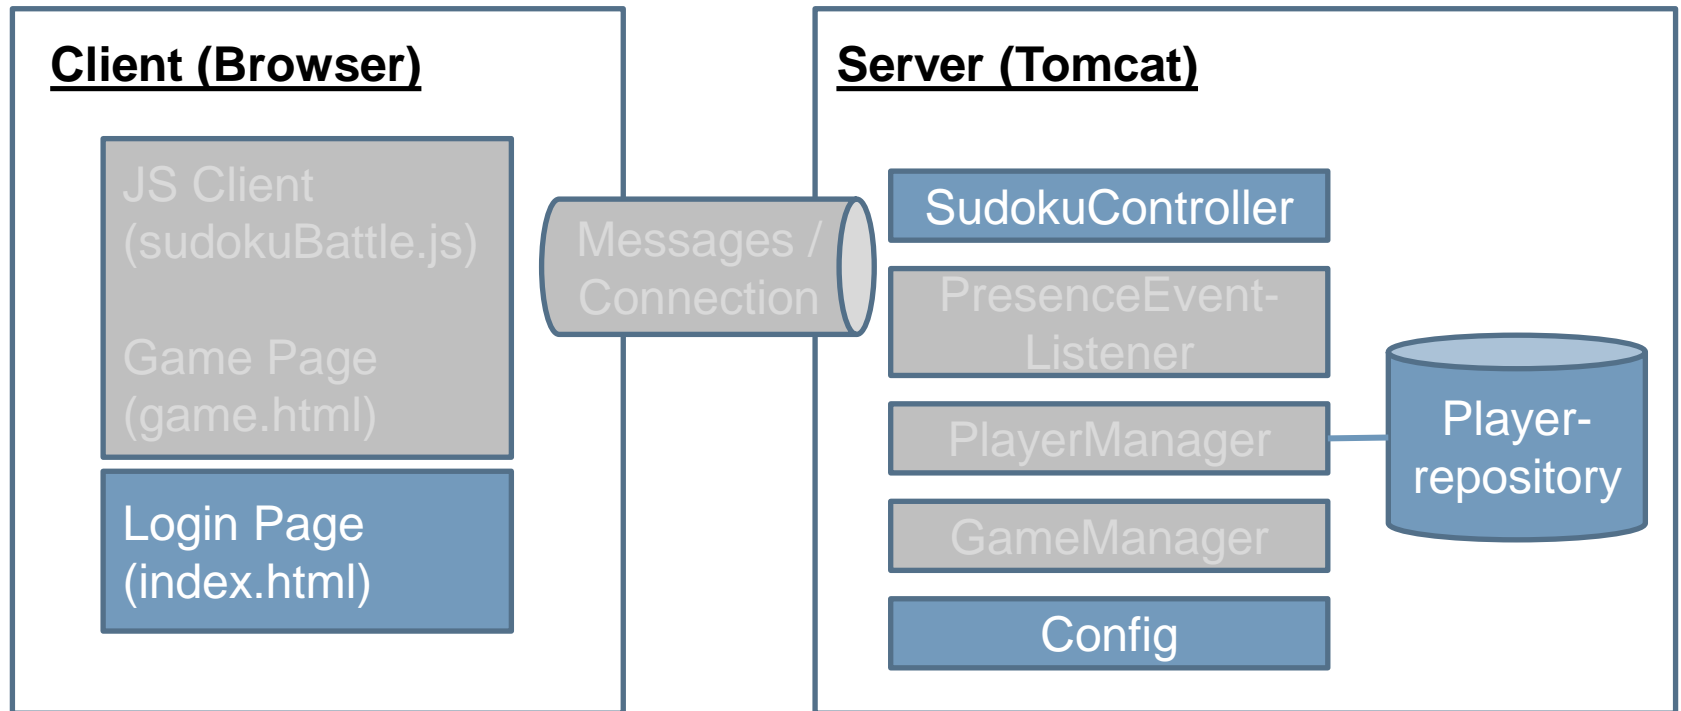 Client (Browser)
JS Client
(sudokuBattle.js)
Game Page
(game.html)
Login Page
(index.html)
Messages /
Connection
Server (Tomcat)
SudokuController
PresenceEvent-
Listener
PlayerManager
GameManager
Config
Player-
repository